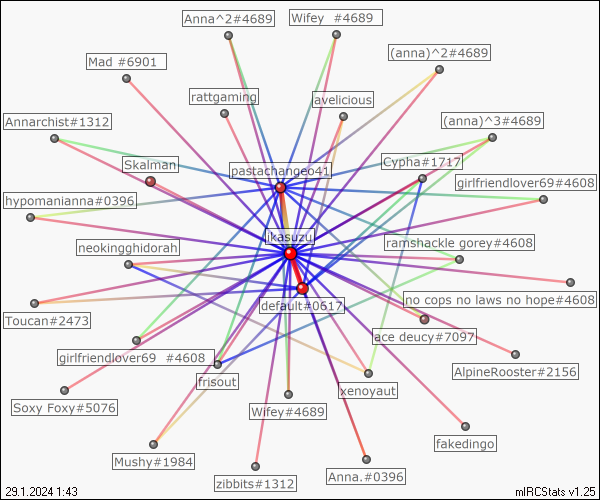 Anna^2#4689
Wifey  #4689
(anna)^2#4689
Mad #6901
rattgaming
avelicious
Annarchist#1312
(anna)^3#4689
Skalman
pastachangeo41
Cypha#1717
girlfriendlover69#4608
hypomanianna#0396
jkasuzu
neokingghidorah
ramshackle gorey#4608
default#0617
no cops no laws no hope#4608
Toucan#2473
ace deucy#7097
girlfriendlover69  #4608
AlpineRooster#2156
frisout
xenoyaut
Soxy Foxy#5076
Wifey#4689
fakedingo
Mushy#1984
zibbits#1312
Anna.#0396
29.1.2024 1:43
mIRCStats v1.25